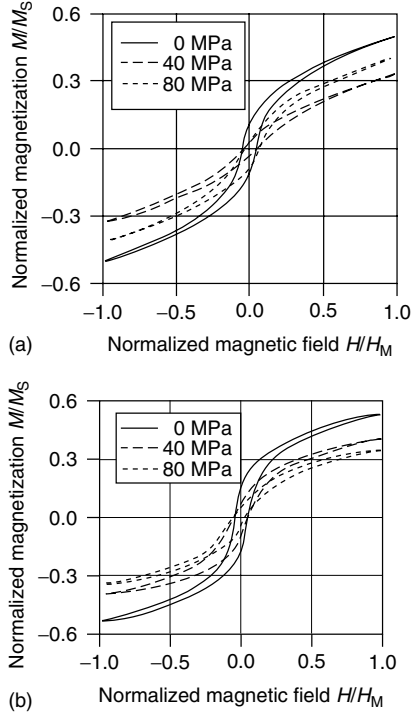 Normalized magnetization M/MS
0.6
0.3
0.0
−0.3
−0.6
0 MPa
40 MPa
80 MPa
−1.0
−0.5
0.0
0.5
1.0
(a)
Normalized magnetic field H/HM
Normalized magnetization M/MS
0.6
0.3
0.0
−0.3
−0.6
0 MPa
40 MPa
80 MPa
−1.0
−0.5
0.0
0.5
1.0
(b)
Normalized magnetic field H/HM